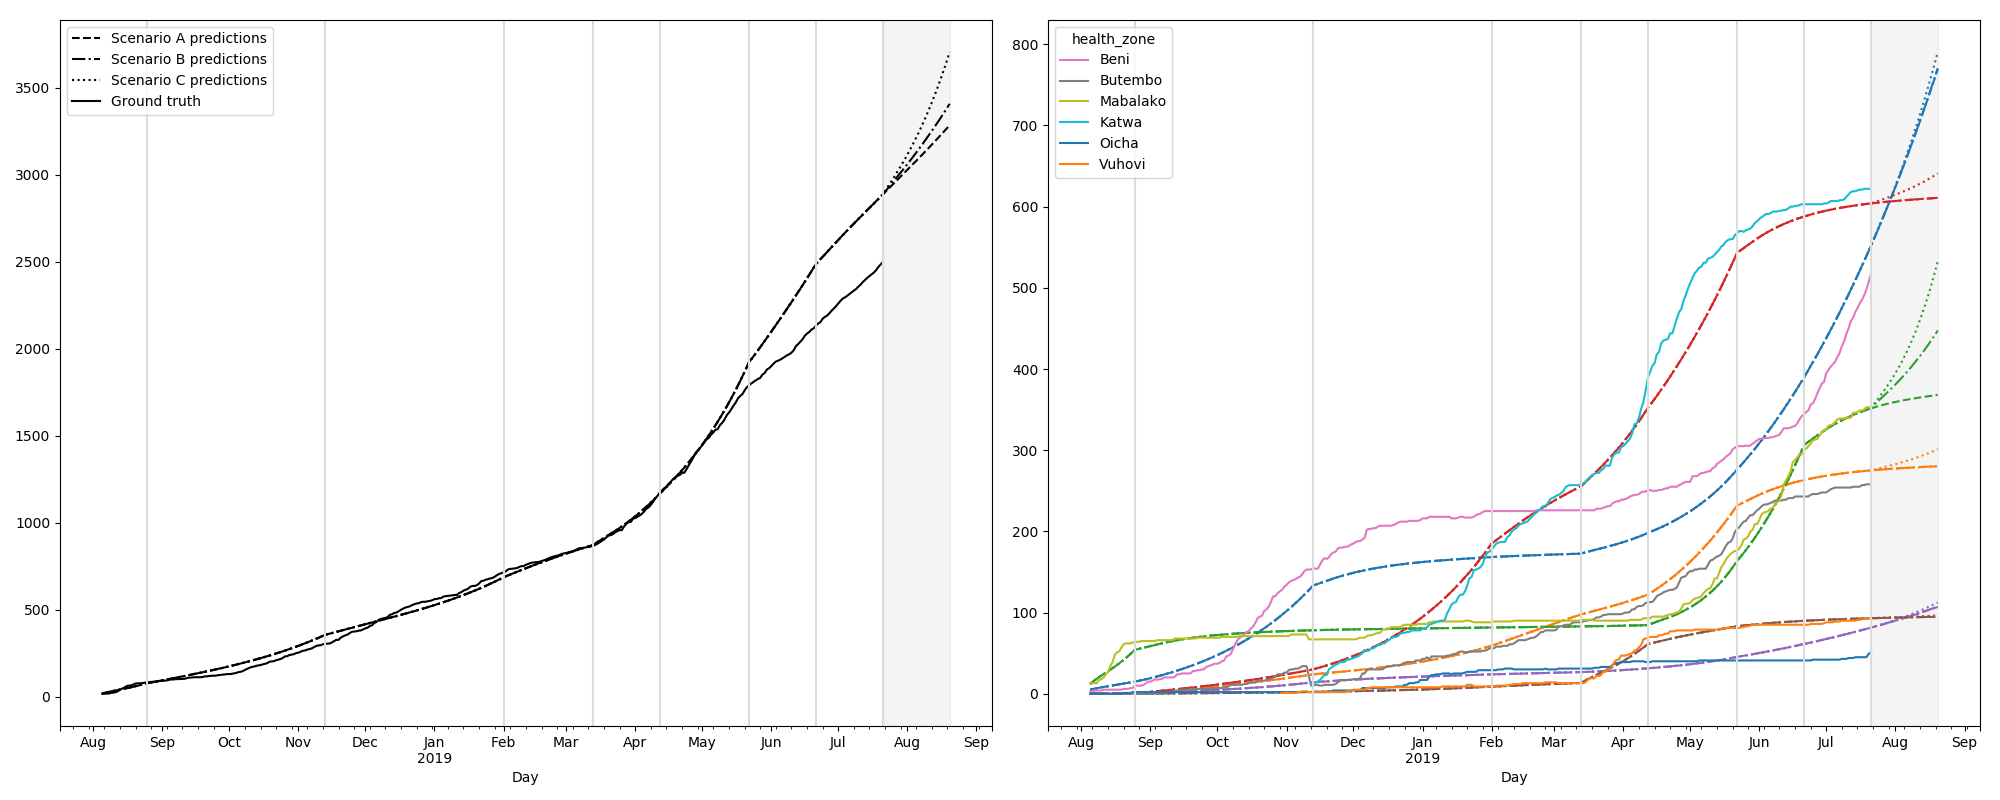 Scenario A predictions
Scenario B predictions
Scenario C predictions
Ground truth
3500
3000
2500
2000
1500
1000
500
0
Aug Sep Oct Nov Dec Jan Feb Mar Apr May Jun Jul Aug Sep
2019
Day
health_zone
Beni
Butembo
Mabalako
Katwa
Oicha
Vuhovi
800
700
600
500
400
300
200
100
0
Aug Sep Oct Nov Dec Jan Feb Mar Apr May Jun Jul Aug Sep
2019
Day